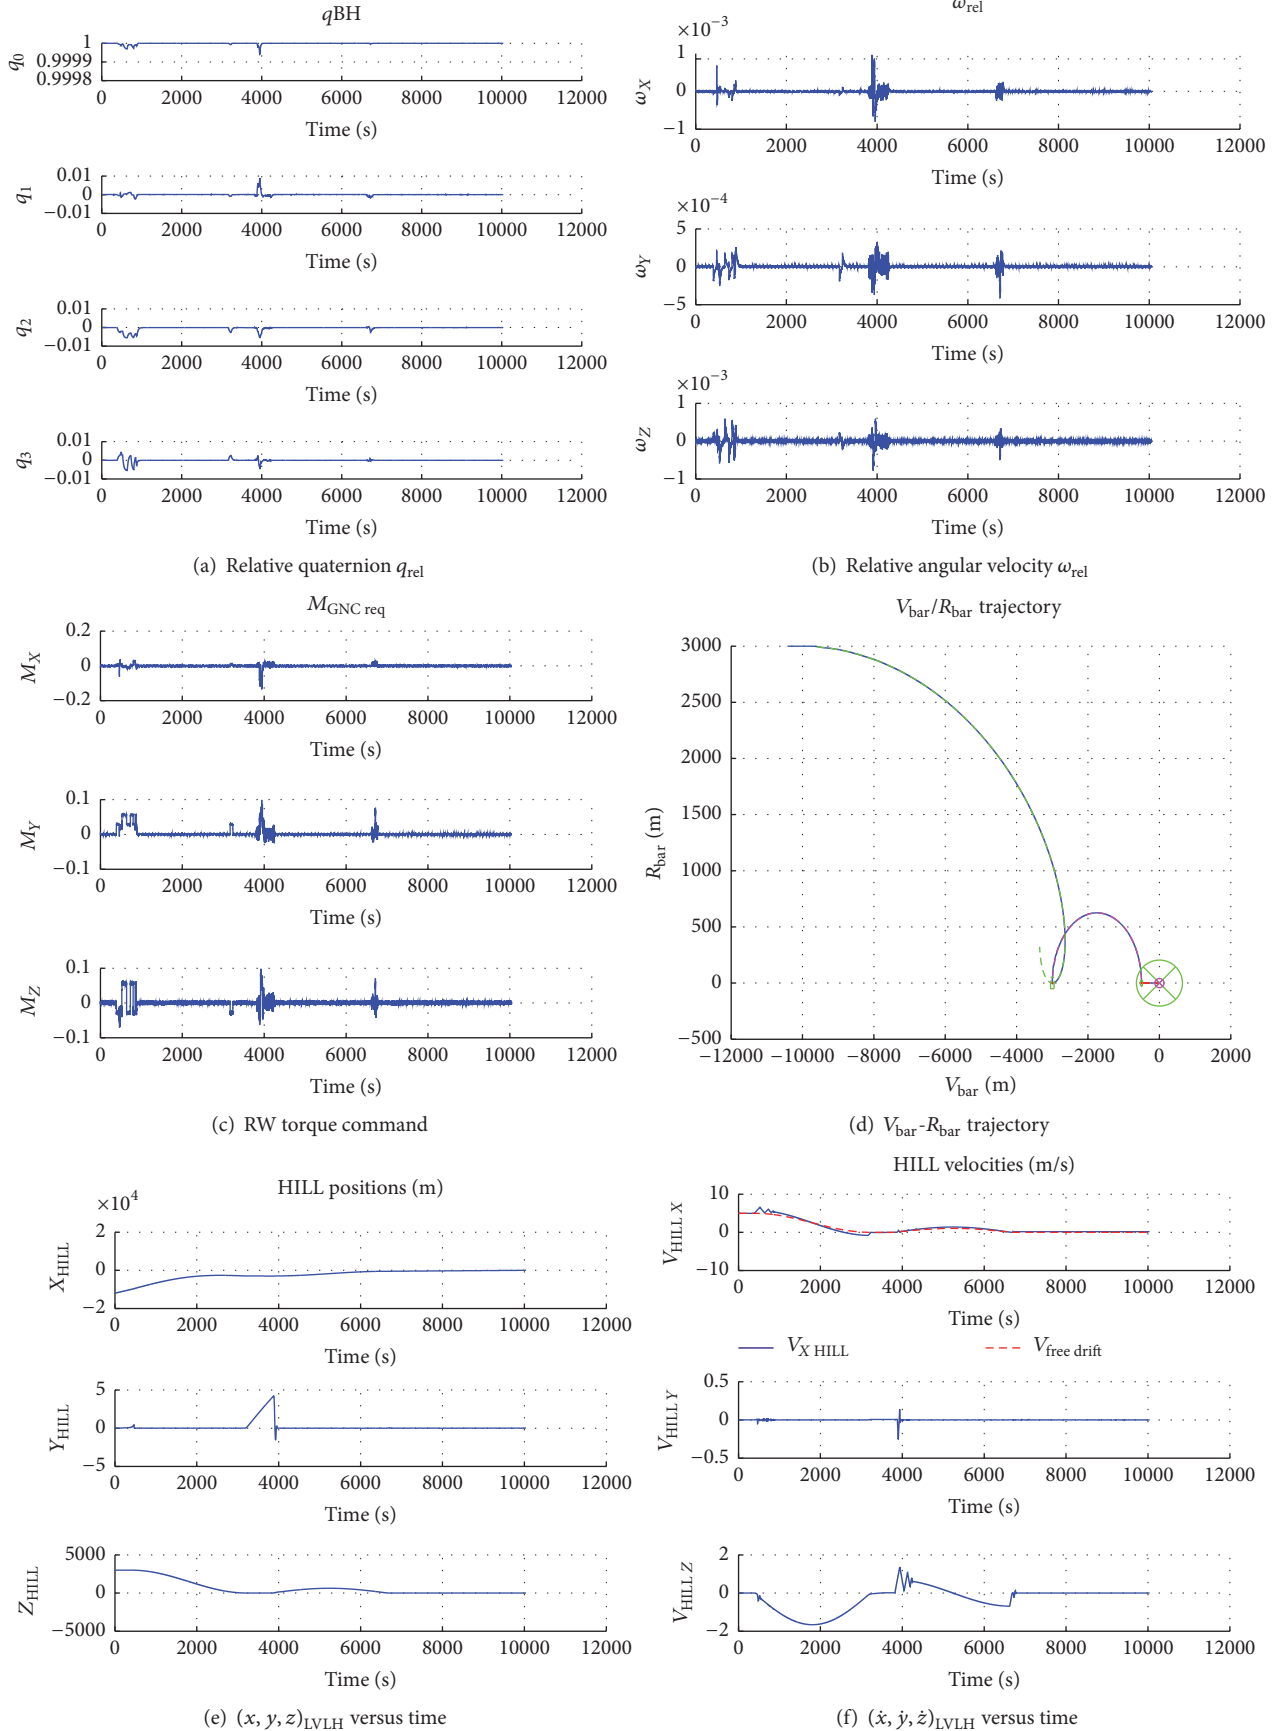 qBH
q0
1
0.9999
0.9998
0 2000 4000 6000 8000 10000 12000
Time (s)
q1
0.01
0
−0.01
0 2000 4000 6000 8000 10000 12000
Time (s)
q2
0.01
0
−0.01
0 2000 4000 6000 8000 10000 12000
Time (s)
q3
0.01
0
−0.01
0 2000 4000 6000 8000 10000 12000
Time (s)
(a) Relative quaternion qrel
ωrel
×10−3
ωX
1
0
−1
0 2000 4000 6000 8000 10000 12000
Time (s)
×10−4
ωY
5
0
−5
0 2000 4000 6000 8000 10000 12000
Time (s)
×10−3
ωZ
1
0
−1
0 2000 4000 6000 8000 10000 12000
Time (s)
(b) Relative angular velocity ωrel
MGNC req
MX
0.2
0
−0.2
0 2000 4000 6000 8000 10000 12000
Time (s)
MY
0.1
0
−0.1
0 2000 4000 6000 8000 10000 12000
Time (s)
MZ
0.1
0
−0.1
0 2000 4000 6000 8000 10000 12000
Time (s)
(c) RW torque command
Vbar/Rbar trajectory
Rbar (m)
3000
2500
2000
1500
1000
500
0
−500
−12000 −10000 −8000 −6000 −4000 −2000 0 2000
Vbar (m)
(d) Vbar-Rbar trajectory
HILL positions (m)
×104
XHILL
2
0
−2
0 2000 4000 6000 8000 10000 12000
Time (s)
YHILL
5
0
−5
0 2000 4000 6000 8000 10000 12000
Time (s)
ZHILL
5000
0
−5000
0 2000 4000 6000 8000 10000 12000
Time (s)
(e) (x, y, z)LVLH versus time
HILL velocities (m/s)
VHILL X
10
0
−10
0 2000 4000 6000 8000 10000 12000
Time (s)
VX HILL Vfree drift
VHILL Y
0.5
0
−0.5
0 2000 4000 6000 8000 10000 12000
Time (s)
VHILL Z
2
0
−2
0 2000 4000 6000 8000 10000 12000
Time (s)
(f) (ẋ, ẏ, ż)LVLH versus time